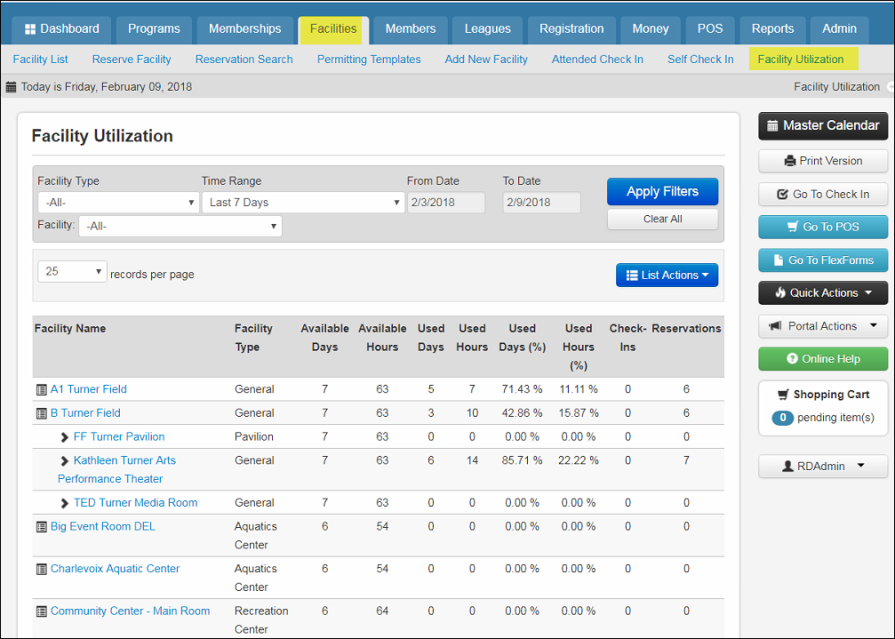 Dashboard Programs Memberships Facilities Members Leagues Registration Money POS Reports Admin
Facility List Reserve Facility Reservation Search Permitting Templates Add New Facility Attended Check In Self Check In Facility Utilization
Today is Friday, February 09, 2018 Facility Utilization
Facility Utilization
Facility Type Time Range From Date To Date
-All- Last 7 Days 2/3/2018 2/9/2018
Apply Filters
Facility: -All-
Clear All
25 records per page
List Actions
Facility Name Facility Available Available Used Used Used Used Check- Reservations
Type Days Hours Days Hours Days (%) Hours Ins
(%)
A1 Turner Field General 7 63 5 7 71.43 % 11.11 % 0 6
B Turner Field General 7 63 3 10 42.86 % 15.87 % 0 6
FF Turner Pavilion Pavilion 7 63 0 0 0.00 % 0.00 % 0 0
Kathleen Turner Arts General 7 63 6 14 85.71 % 22.22 % 0 7
Performance Theater
TED Turner Media Room General 7 63 0 0 0.00 % 0.00 % 0 0
Big Event Room DEL Aquatics 6 54 0 0 0.00 % 0.00 % 0 0
Center
Charlevoix Aquatic Center Aquatics 6 54 0 0 0.00 % 0.00 % 0 0
Center
Community Center - Main Room Recreation 6 64 0 0 0.00 % 0.00 % 0 0
Center
Master Calendar
Print Version
Go To Check In
Go To POS
Go To FlexForms
Quick Actions
Portal Actions
Online Help
Shopping Cart
0 pending item(s)
RDAdmin